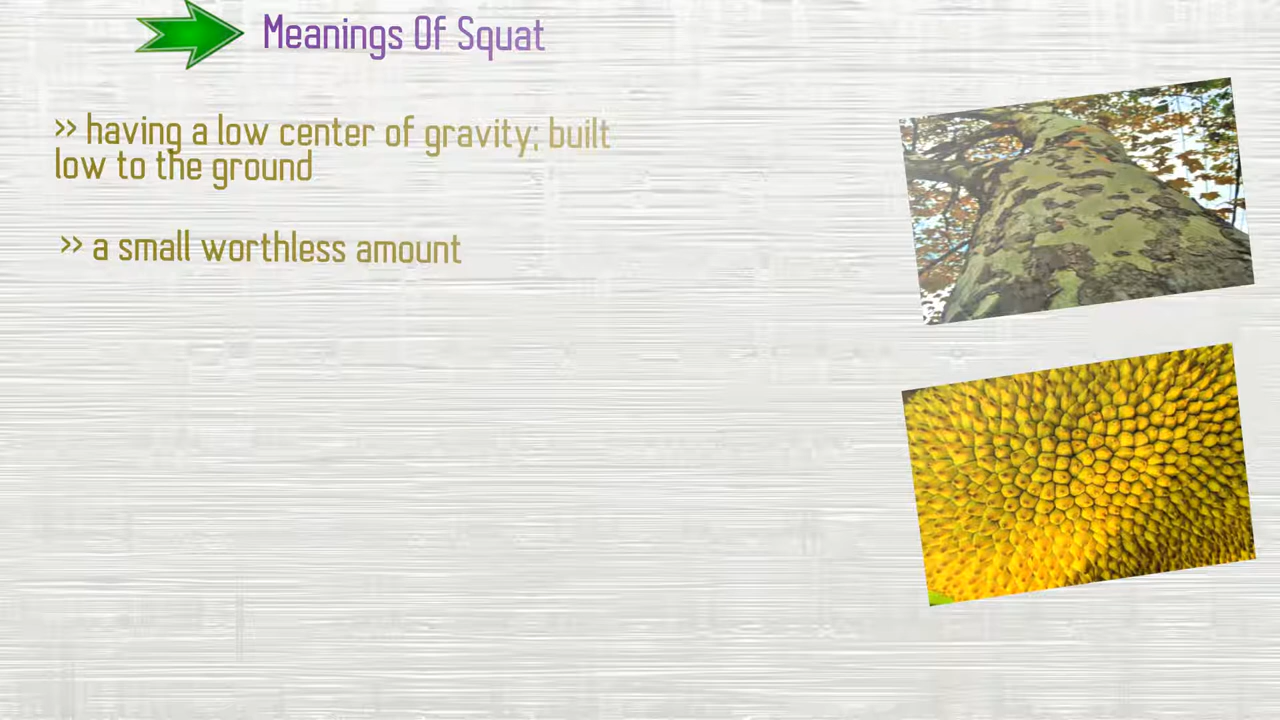 Meanings Of Squat
>> having a low center of gravity; built
low to the ground
>> a small worthless amount